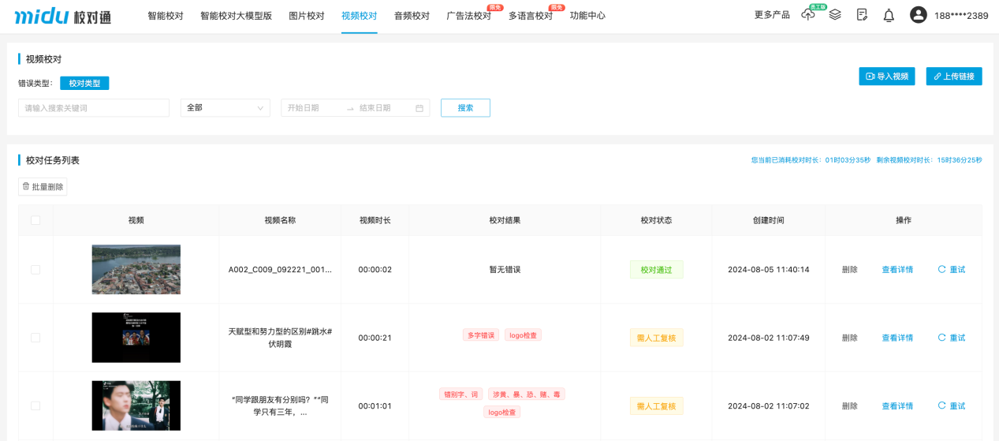 midu 校对通
智能校对 智能校对大模型版 图片校对 视频校对 音频校对 广告法校对 限免 多语言校对 限免 功能中心
更多产品 员工版 188****2389
视频校对
错误类型： 校对类型
导入视频 上传链接
请输入搜索关键词 全部 开始日期 → 结束日期 搜索
校对任务列表
您当前已消耗校对时长：01时03分35秒 剩余视频校对时长：15时36分25秒
批量删除
视频 视频名称 视频时长 校对结果 校对状态 创建时间 操作
A002_C009_092221_001... 00:00:02 暂无错误 校对通过 2024-08-05 11:40:14 删除 查看详情 重试
天赋型和努力型的区别#跳水#
伏明霞
00:00:21 多字错误 logo检查 需人工复核 2024-08-02 11:07:49 删除 查看详情 重试
“同学跟朋友有分别吗？”“同
学只有三年，...
00:01:01 错别字、词 涉黄、暴、恐、赌、毒
logo检查
需人工复核 2024-08-02 11:07:02 删除 查看详情 重试